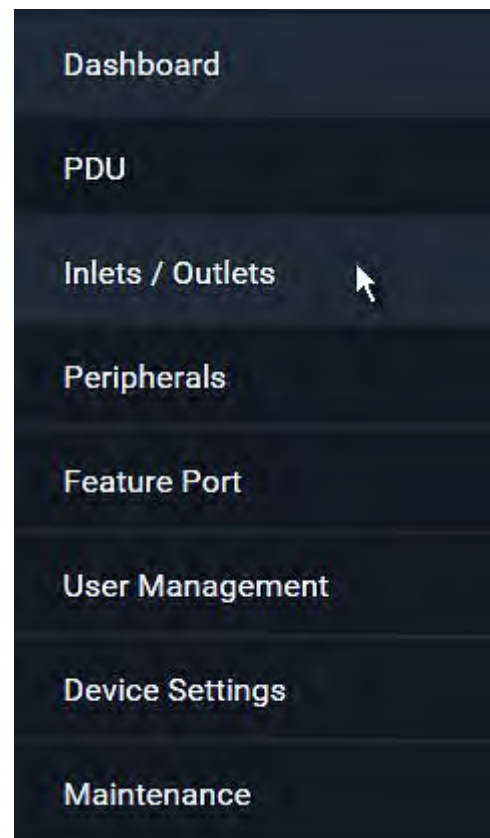 Dashboard
PDU
Inlets / Outlets
Peripherals
Feature Port
User Management
Device Settings
Maintenance